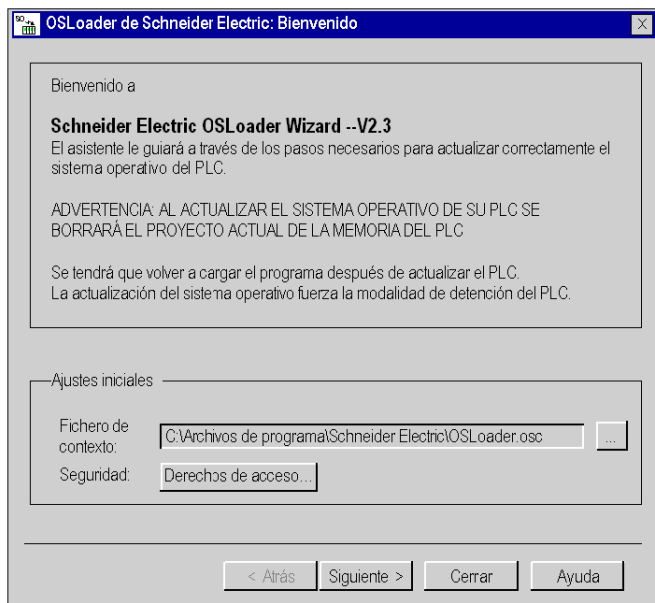 OSLoader de Schneider Electric: Bienvenido
Bienvenido a
Schneider Electric OSLoader Wizard --V2.3
El asistente le guiará a través de los pasos necesarios para actualizar correctamente el
sistema operativo del PLC.
ADVERTENCIA: AL ACTUALIZAR EL SISTEMA OPERATIVO DE SU PLC SE
BORRARÁ EL PROYECTO ACTUAL DE LA MEMORIA DEL PLC
Se tendrá que volver a cargar el programa después de actualizar el PLC.
La actualización del sistema operativo fuerza la modalidad de detención del PLC.
Ajustes iniciales
Fichero de
contexto:
C:\Archivos de programa\Schneider Electric\OSLoader.osc
...
Seguridad:
Derechos de acceso...
< Atrás
Siguiente >
Cerrar
Ayuda